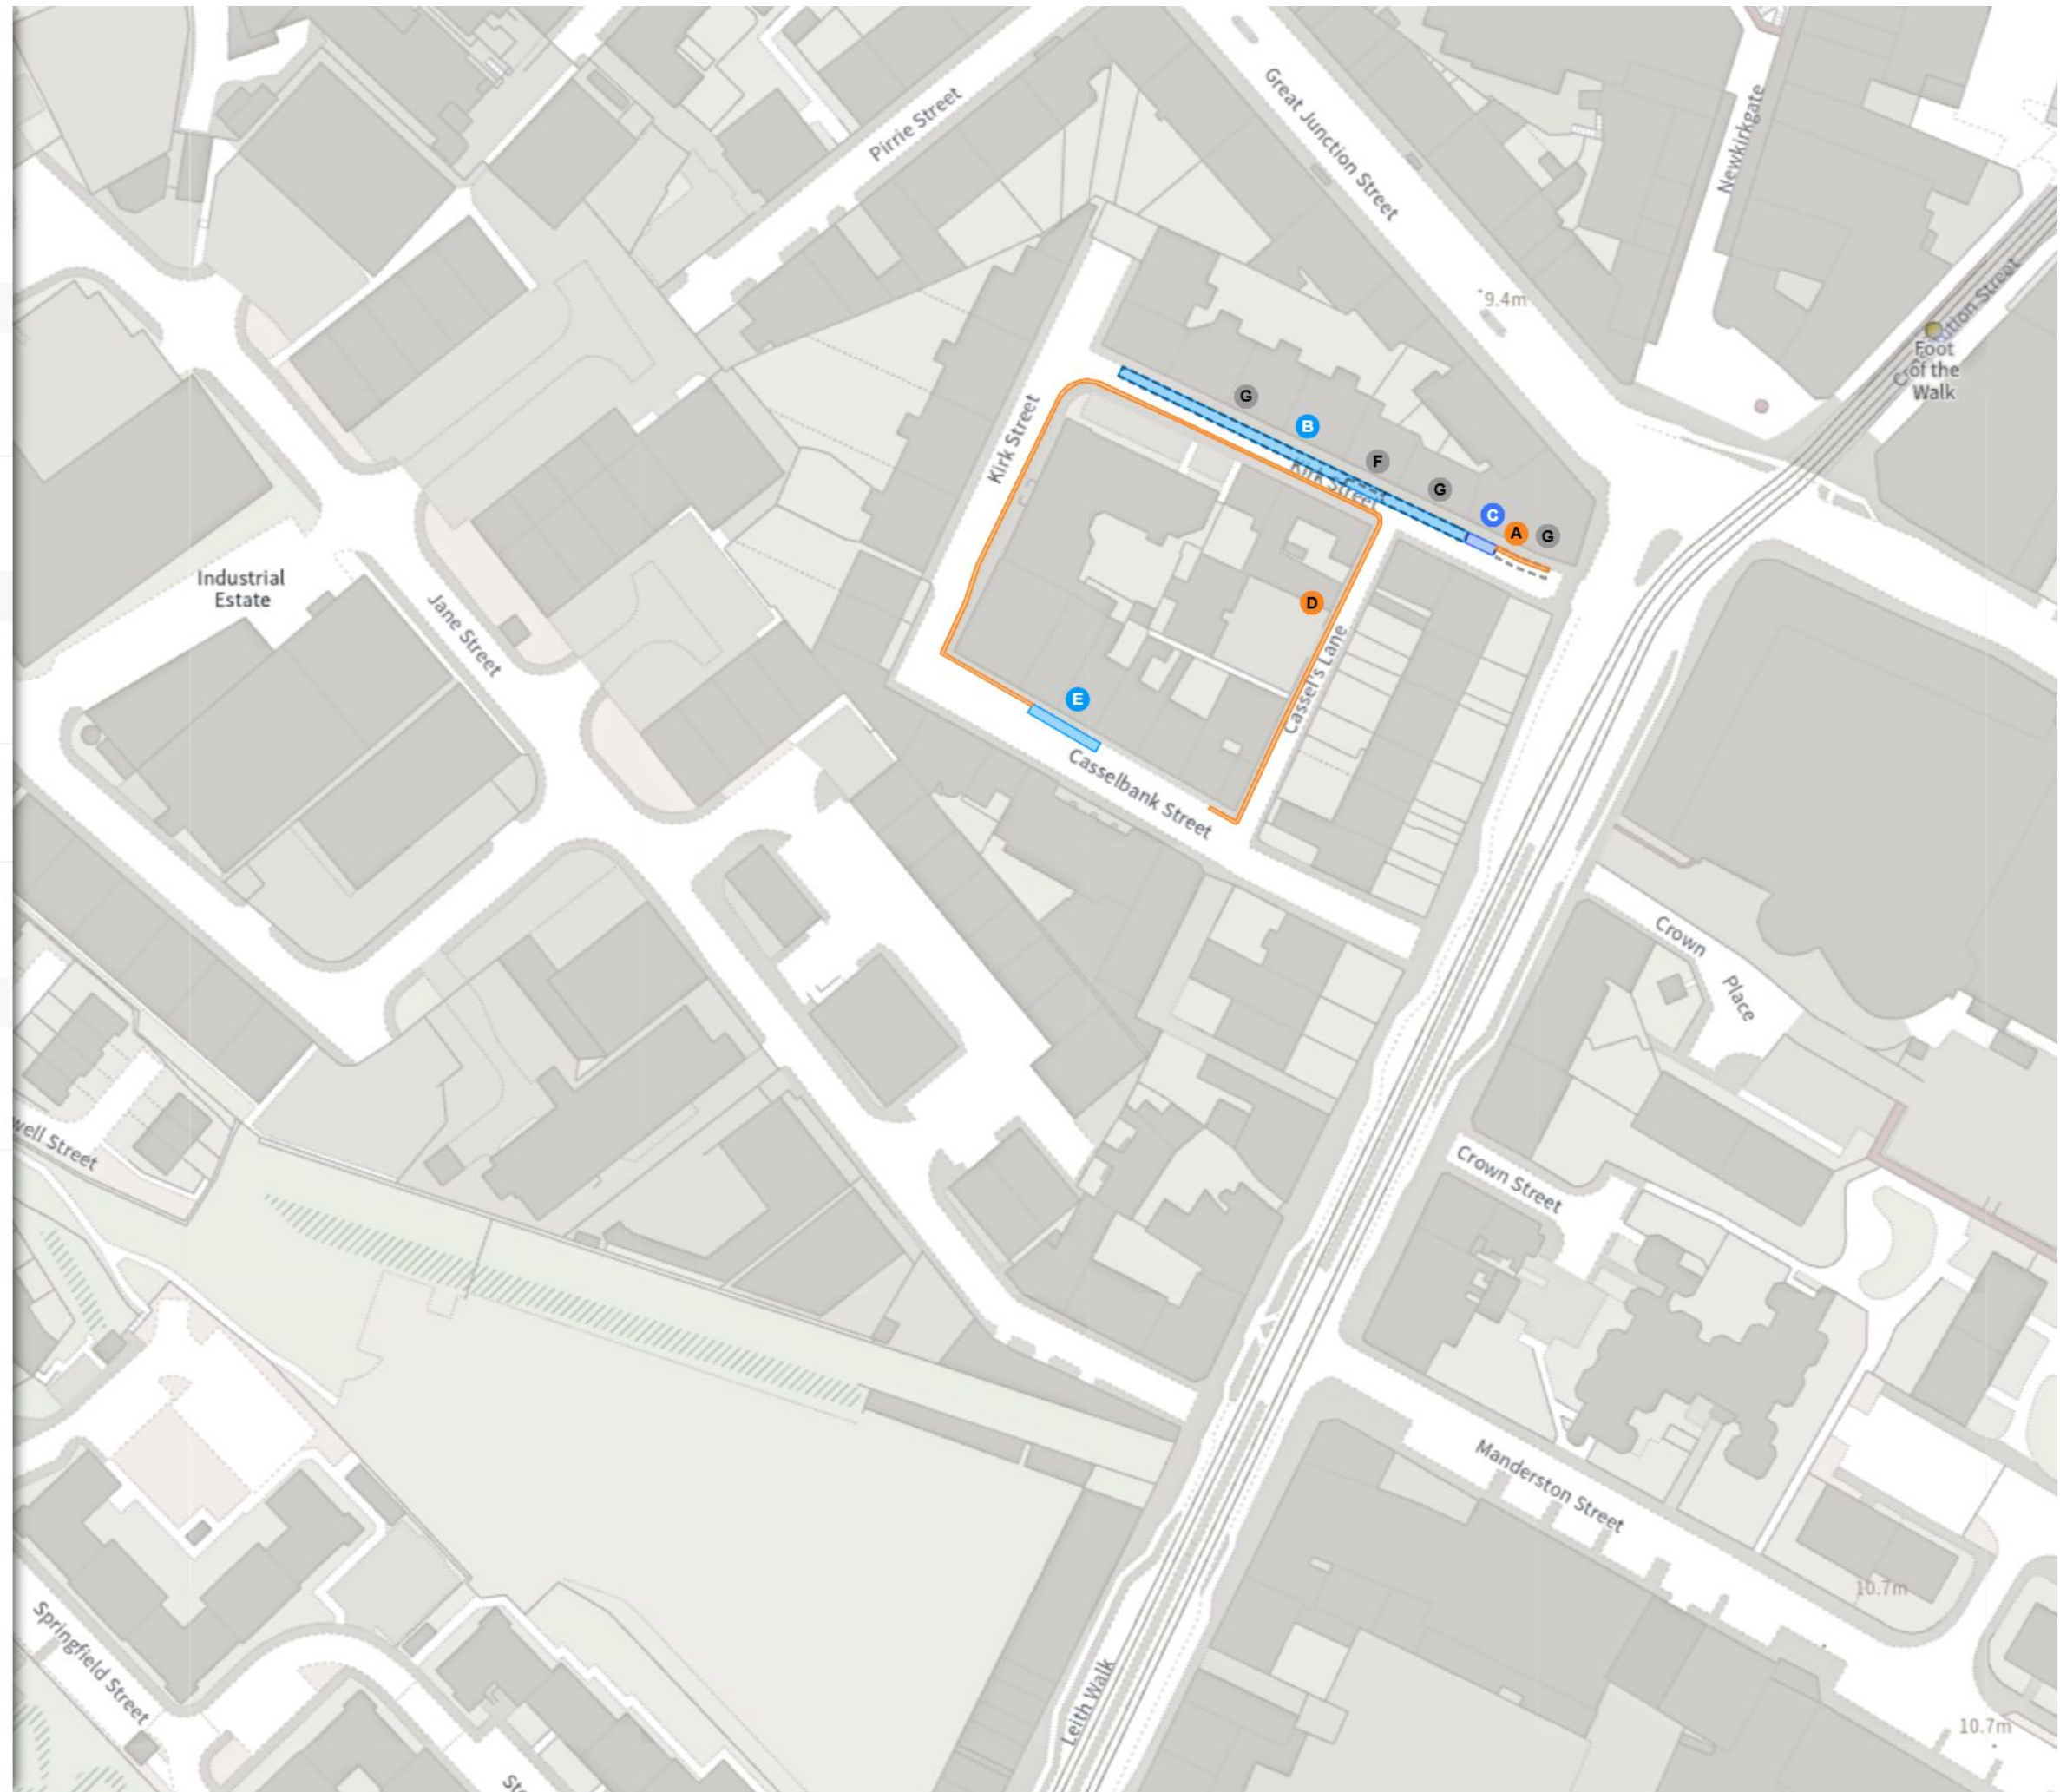 Pirrie Street
Great Junction Street
Newkirkgate
9.4m
Foot
of the
Walk
Kirk Street
G
B
Kirk Street
F
G
C
A
G
Industrial
Estate
Jane Street
D
Cassel's Lane
E
Casselbank Street
Crown
Place
well Street
Crown Street
Manderston Street
10.7m
Springfield Street
Leith Walk
10.7m